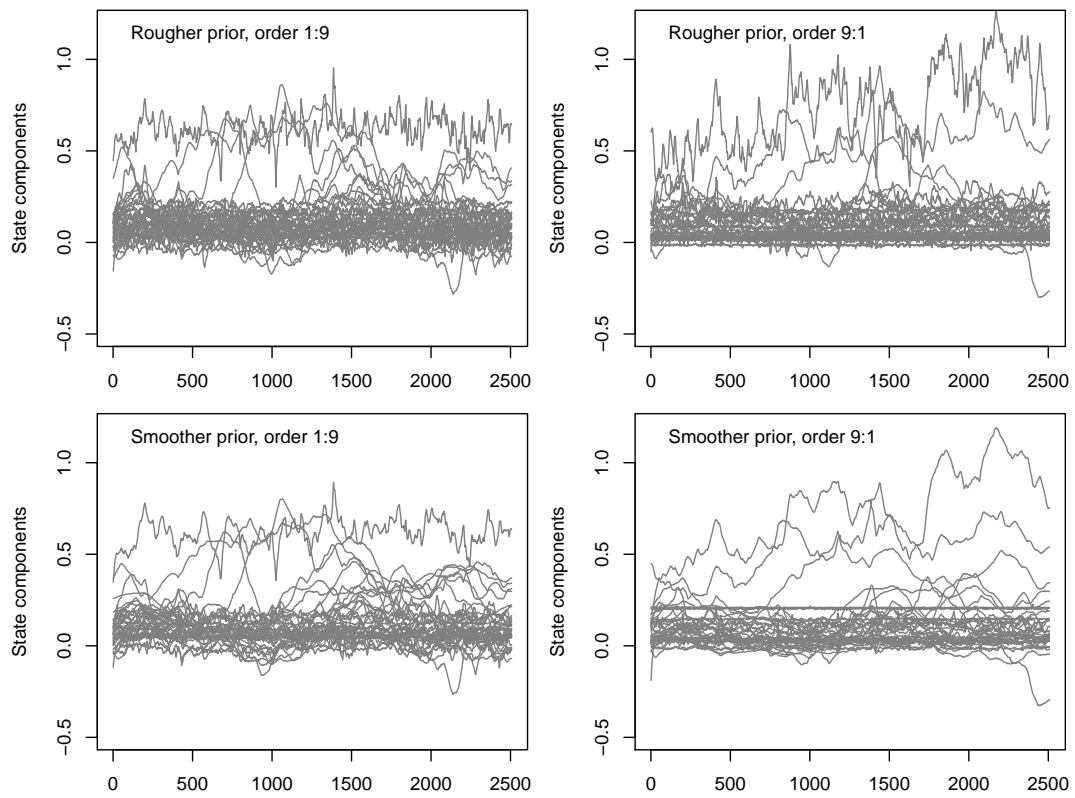 Rougher prior, order 1:9
State components
1.0
0.5
0.0
−0.5
0 500 1000 1500 2000 2500
Rougher prior, order 9:1
State components
1.0
0.5
0.0
−0.5
0 500 1000 1500 2000 2500
Smoother prior, order 1:9
State components
1.0
0.5
0.0
−0.5
0 500 1000 1500 2000 2500
Smoother prior, order 9:1
State components
1.0
0.5
0.0
−0.5
0 500 1000 1500 2000 2500